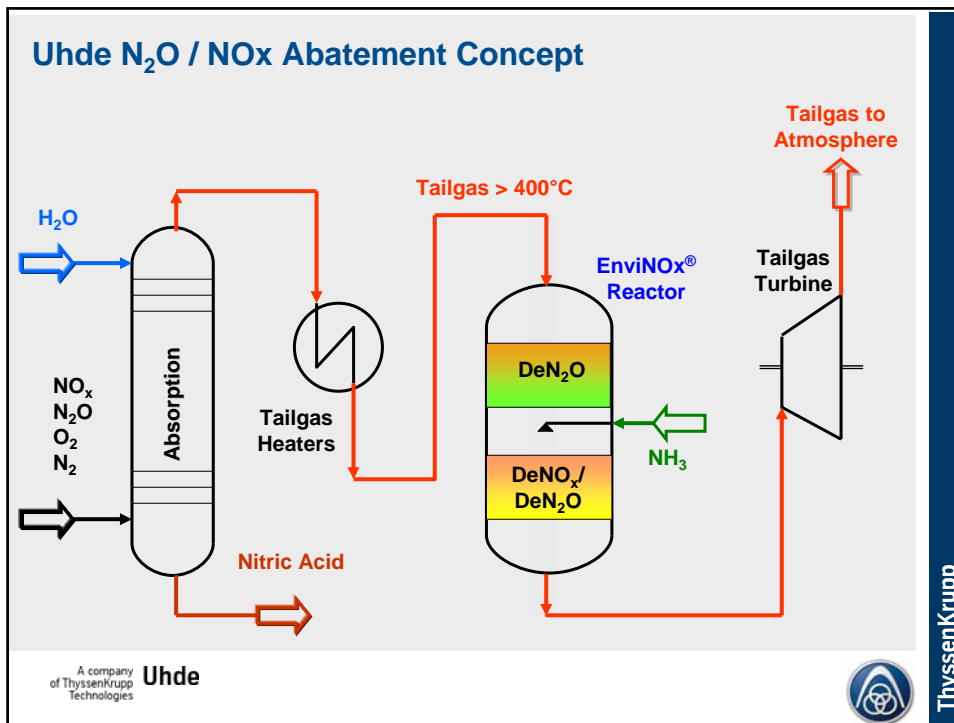 Uhde N₂O / NOx Abatement Concept
Tailgas to
Atmosphere
Tailgas > 400°C
H₂O
EnviNOx®
Reactor
Tailgas
Turbine
Absorption
DeN₂O
NOₓ
N₂O
O₂
N₂
Tailgas
Heaters
NH₃
DeNOₓ/
DeN₂O
Nitric Acid
A company
of ThyssenKrupp
Technologies
Uhde
ThyssenKrupp